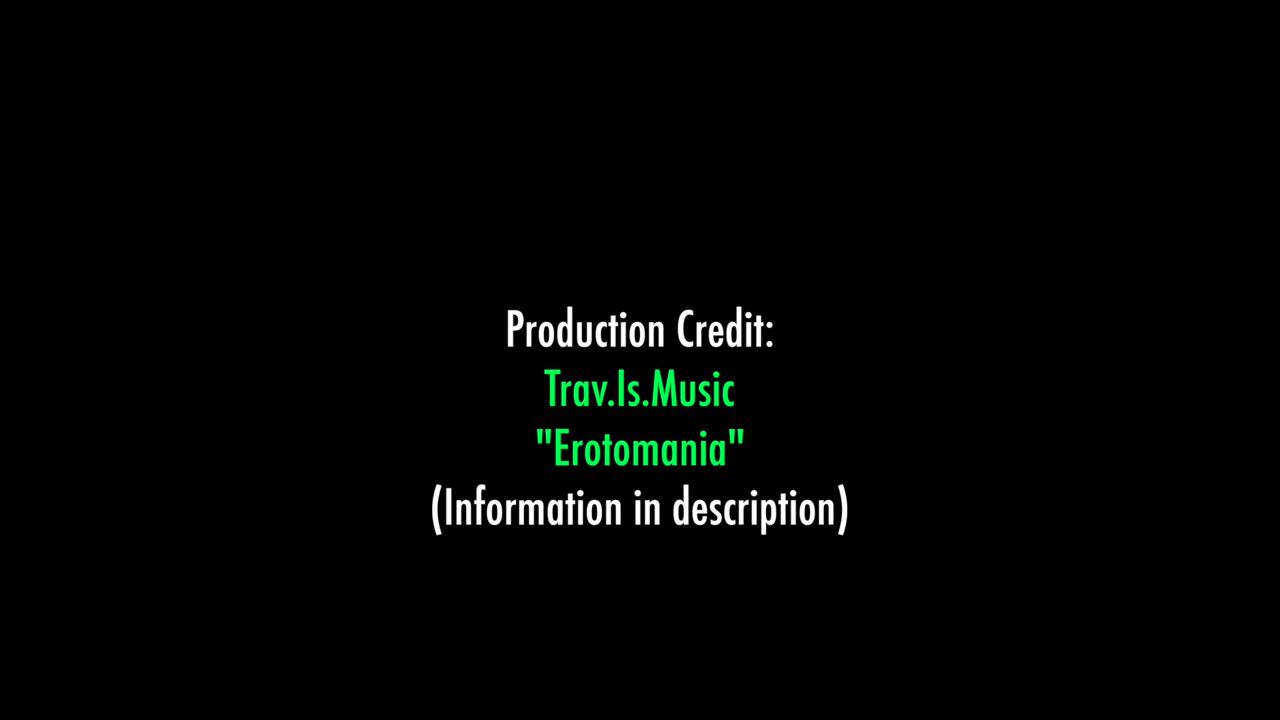 Production Credit:
Trav.Is.Music
"Erotomania"
(Information in description)